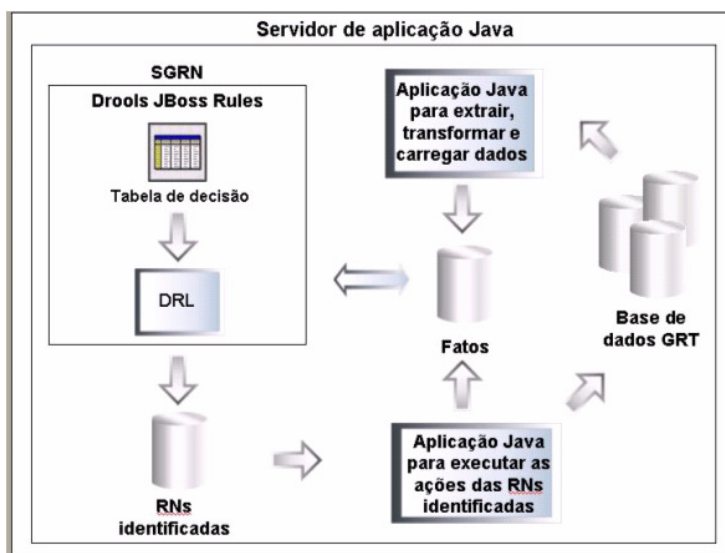 Servidor de aplicação Java
SGRN
Drools JBoss Rules
Tabela de decisão
DRL
RNs
identificadas
Aplicação Java
para extrair,
transformar e
carregar dados
Fatos
Aplicação Java
para executar as
ações das RNs
identificadas
Base de
dados GRT